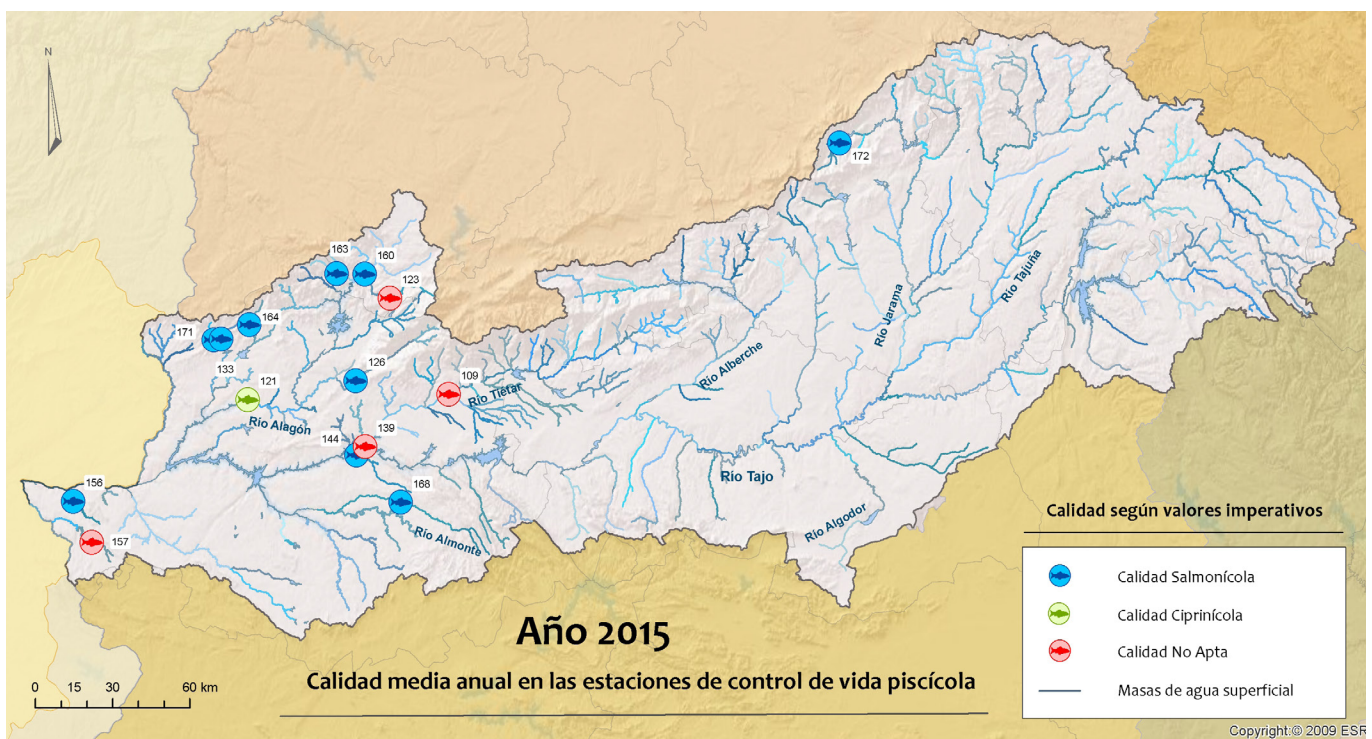 N
172
163
160
123
164
171
133
121
126
109
Río Tiétar
Río Alagón
144
139
156
168
157
Río Almonte
Río Alberche
Río Jarama
Río Tajuña
Río Tajo
Río Algodor
Calidad según valores imperativos
Calidad Salmonícola
Calidad Ciprinícola
Calidad No Apta
Masas de agua superficial
Año 2015
Calidad media anual en las estaciones de control de vida piscícola
0 15 30 60 km
Copyright:© 2009 ESR